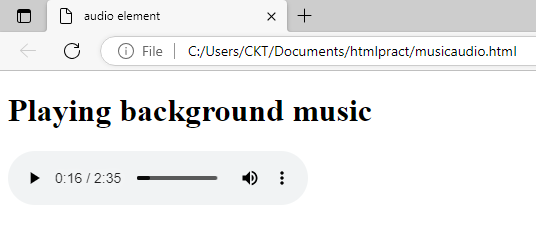 audio element
File C:/Users/CKT/Documents/htmlpract/musicaudio.html
Playing background music
0:16 / 2:35